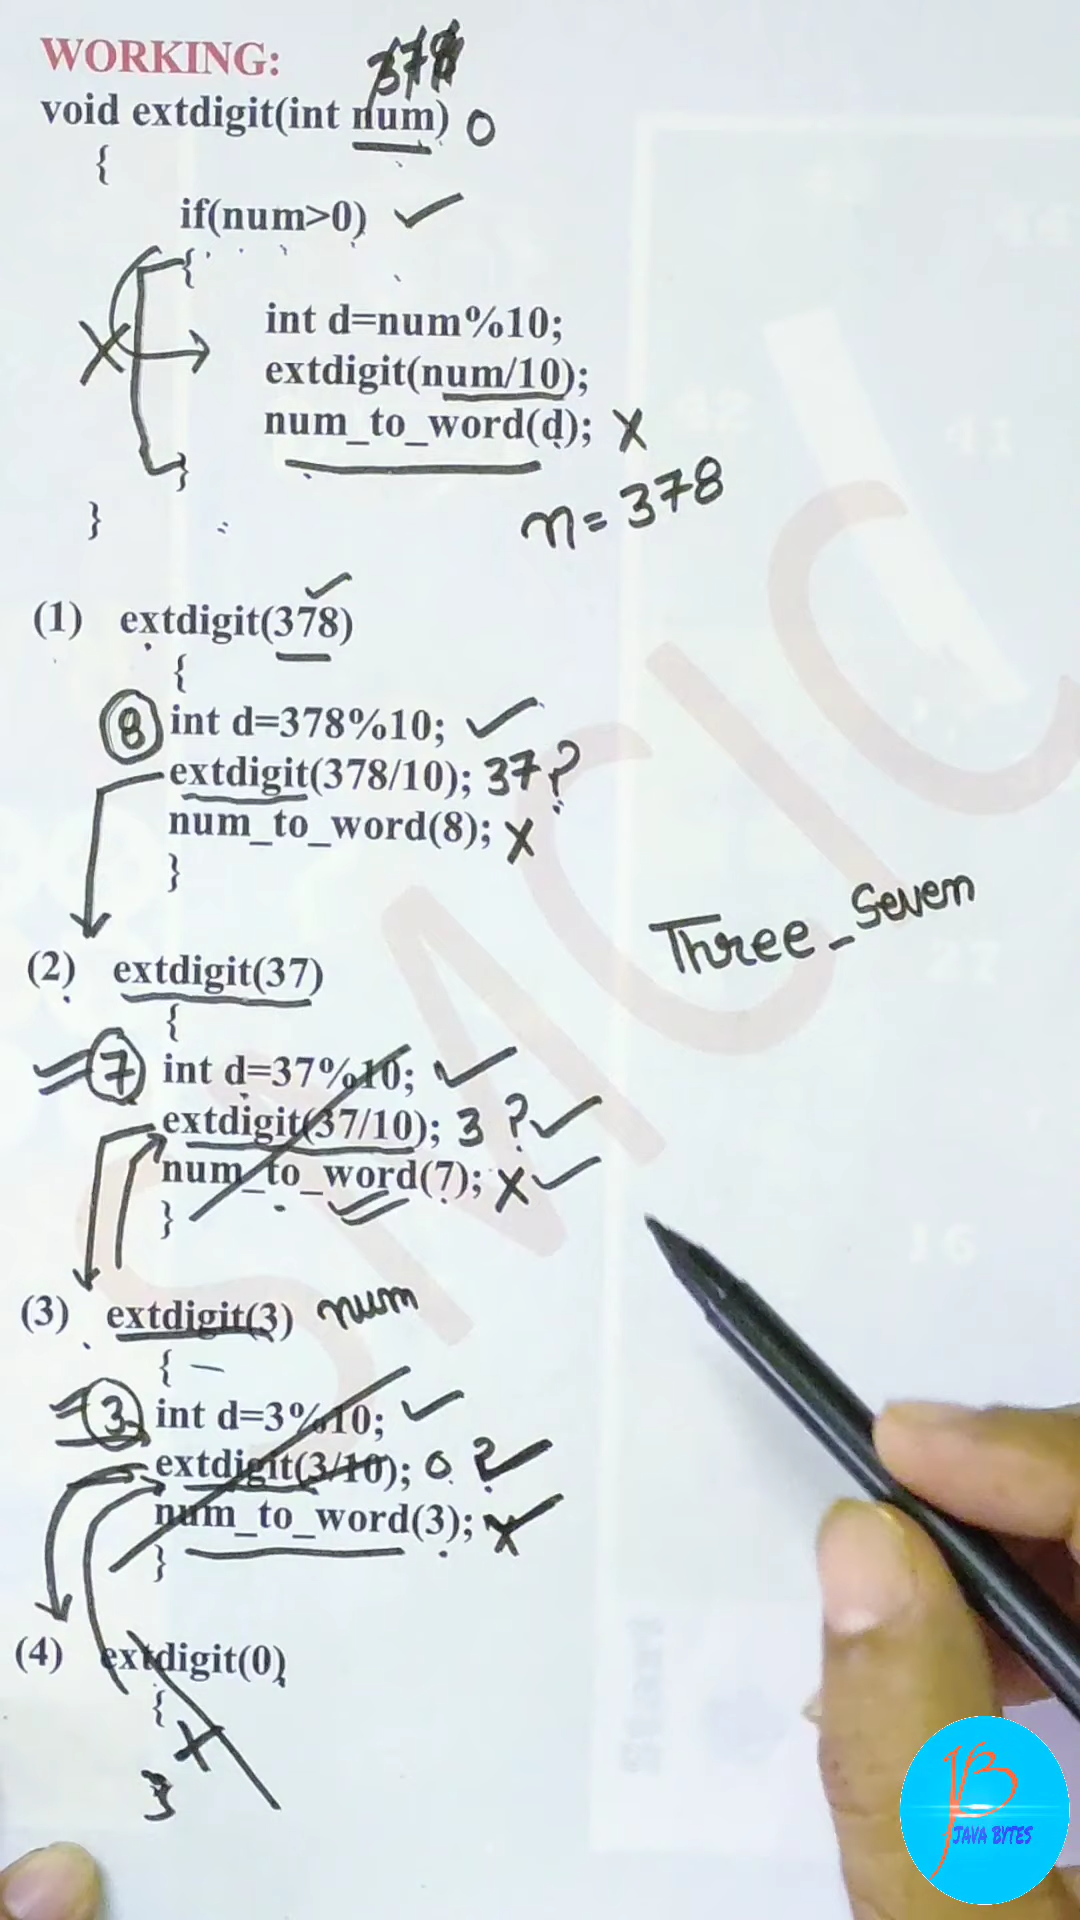 WORKING:
378
void extdigit(int num) 0
{
if(num>0)
{
int d=num%10;
extdigit(num/10);
num_to_word(d); X
}
n=378
}
(1) extdigit(378)
{
8 int d=378%10;
extdigit(378/10); 37?
num_to_word(8); X
}
Three_Seven
(2) extdigit(37)
{
7 int d=37%10;
extdigit(37/10); 3 ?
num_to_word(7); X
}
(3) extdigit(3) num
{
3 int d=3%10;
extdigit(3/10); 0 ?
num_to_word(3); X
}
(4) extdigit(0)
{
X
}
SMCIC
JB
JAVA BYTES